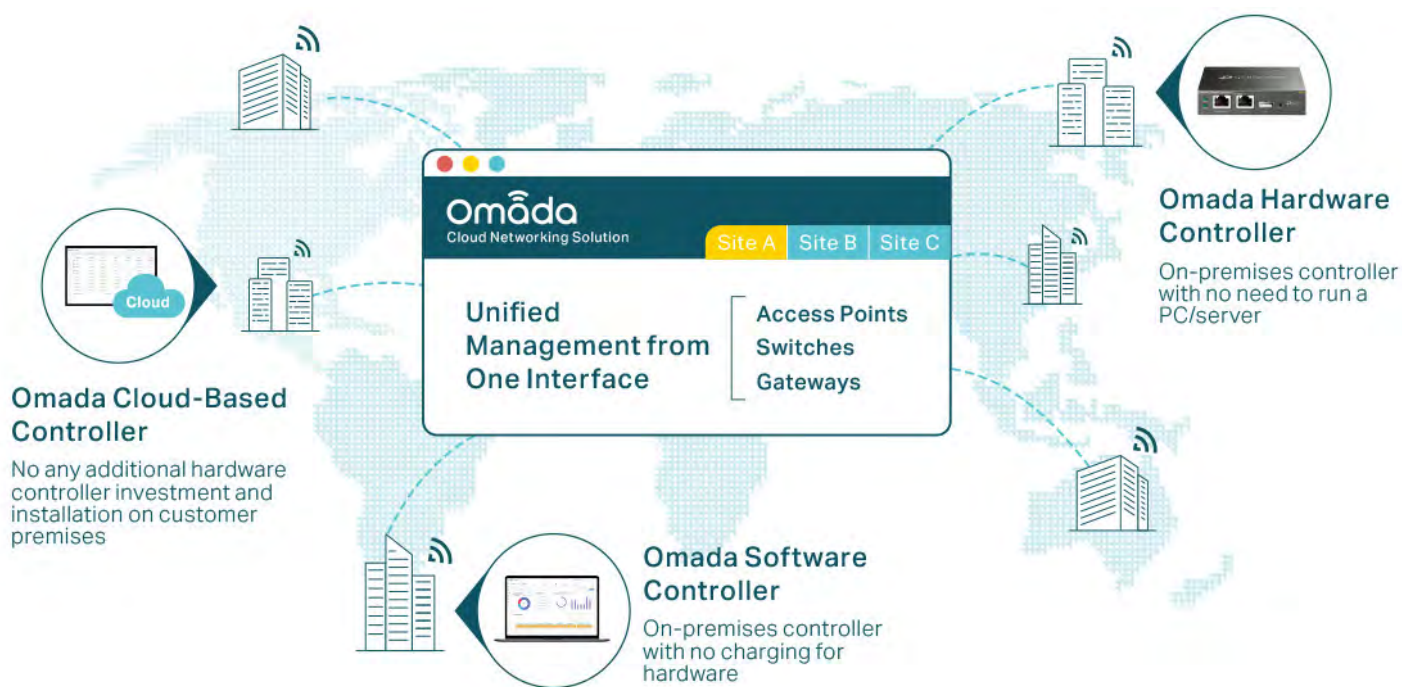 Omada
Cloud Networking Solution
Site A
Site B
Site C
Unified
Management from
One Interface
Access Points
Switches
Gateways
Omada Hardware
Controller
On-premises controller
with no need to run a
PC/server
Cloud
Omada Cloud-Based
Controller
No any additional hardware
controller investment and
installation on customer
premises
Omada Software
Controller
On-premises controller
with no charging for
hardware